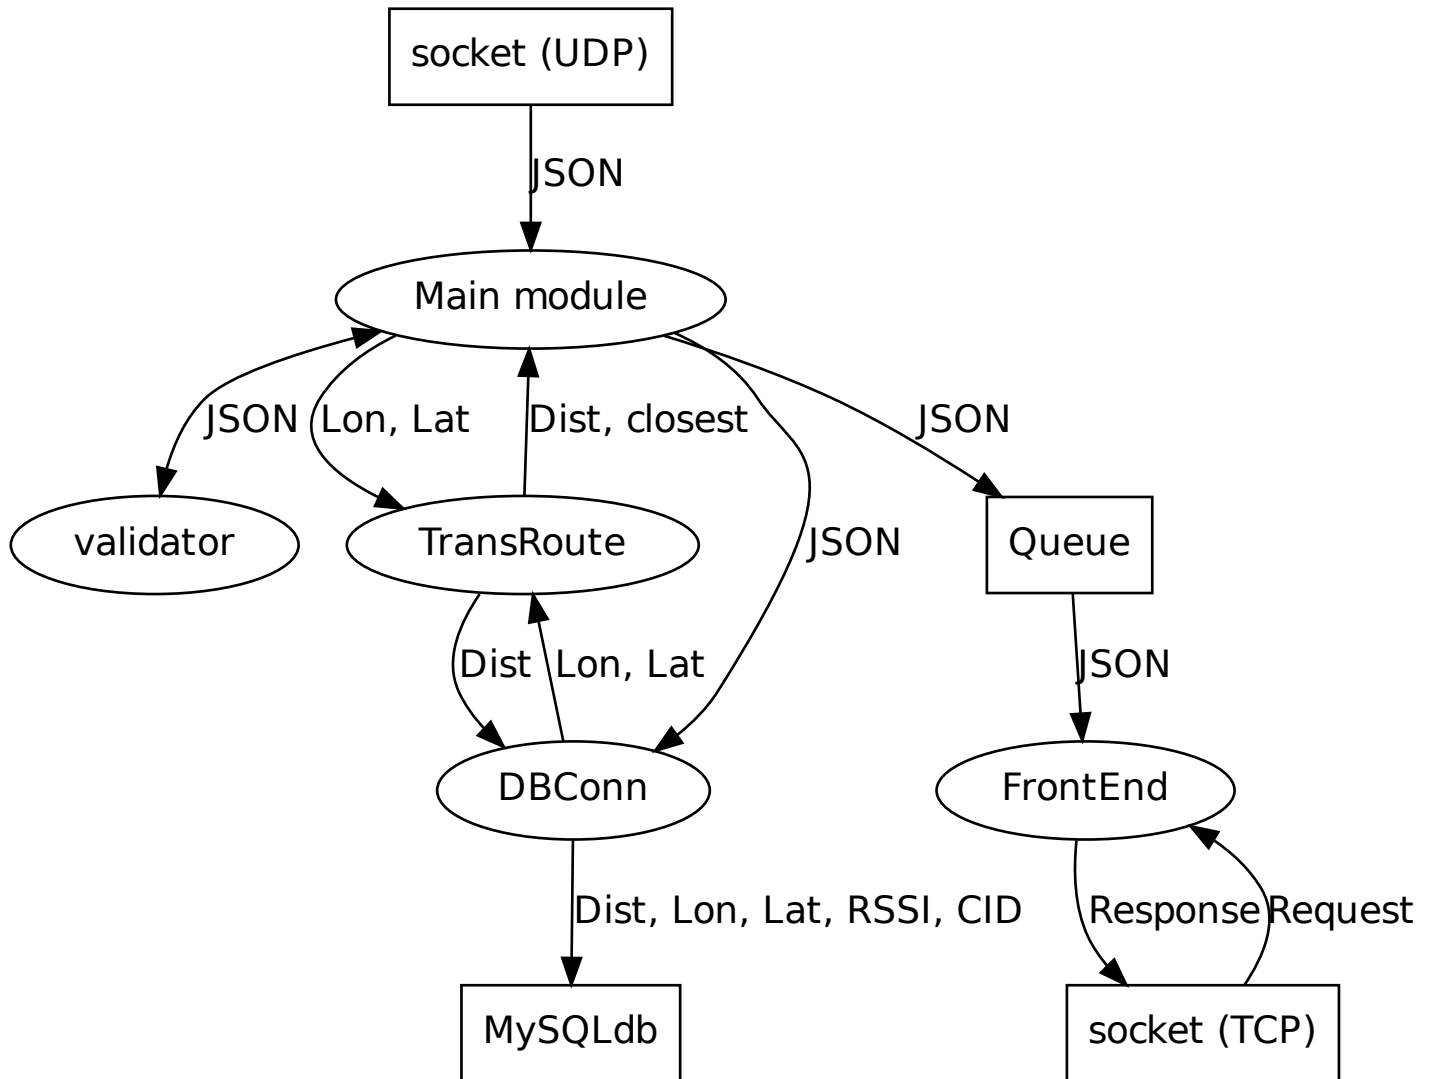 socket (UDP)
JSON
Main module
JSON
Lon, Lat
Dist, closest
JSON
validator
TransRoute
JSON
Queue
Dist
Lon, Lat
JSON
DBConn
FrontEnd
Dist, Lon, Lat, RSSI, CID
Response
Request
MySQLdb
socket (TCP)